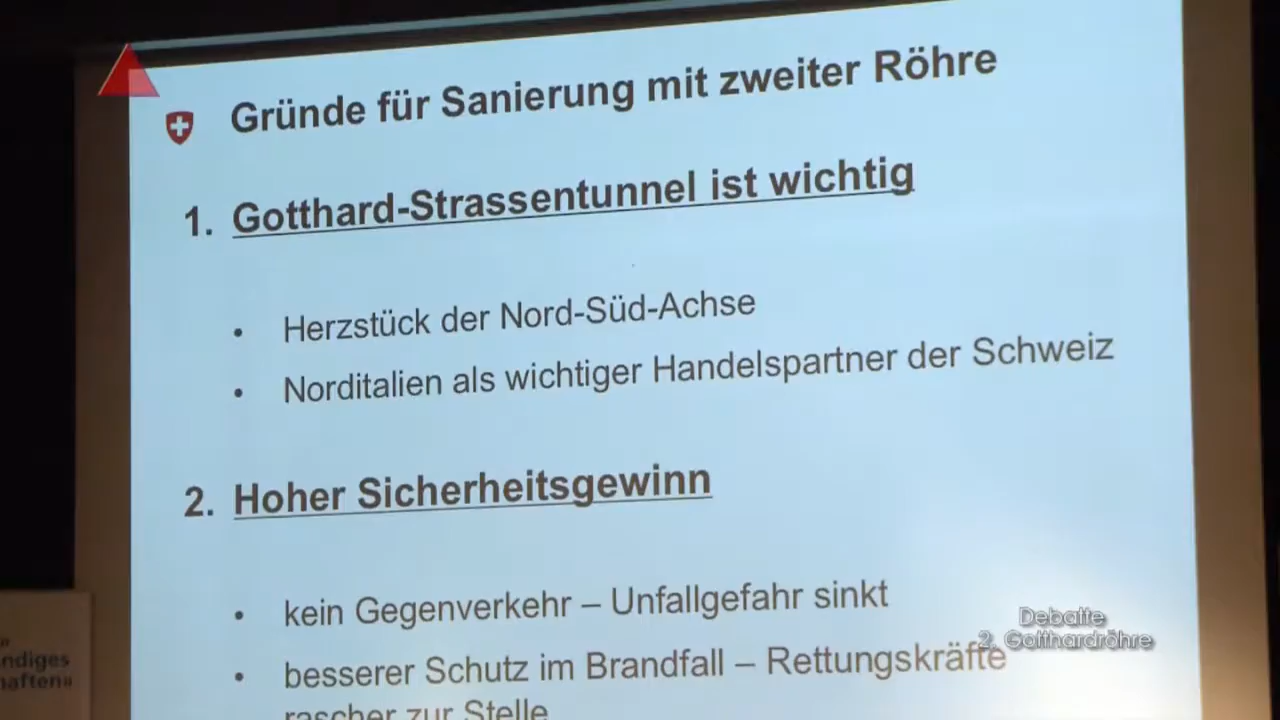 Gründe für Sanierung mit zweiter Röhre
1. Gotthard-Strassentunnel ist wichtig
• Herzstück der Nord-Süd-Achse
• Norditalien als wichtiger Handelspartner der Schweiz
2. Hoher Sicherheitsgewinn
• kein Gegenverkehr – Unfallgefahr sinkt
• besserer Schutz im Brandfall – Rettungskräfte
rascher zur Stelle
Debatte
2. Gotthardröhre
ndiges
haften»